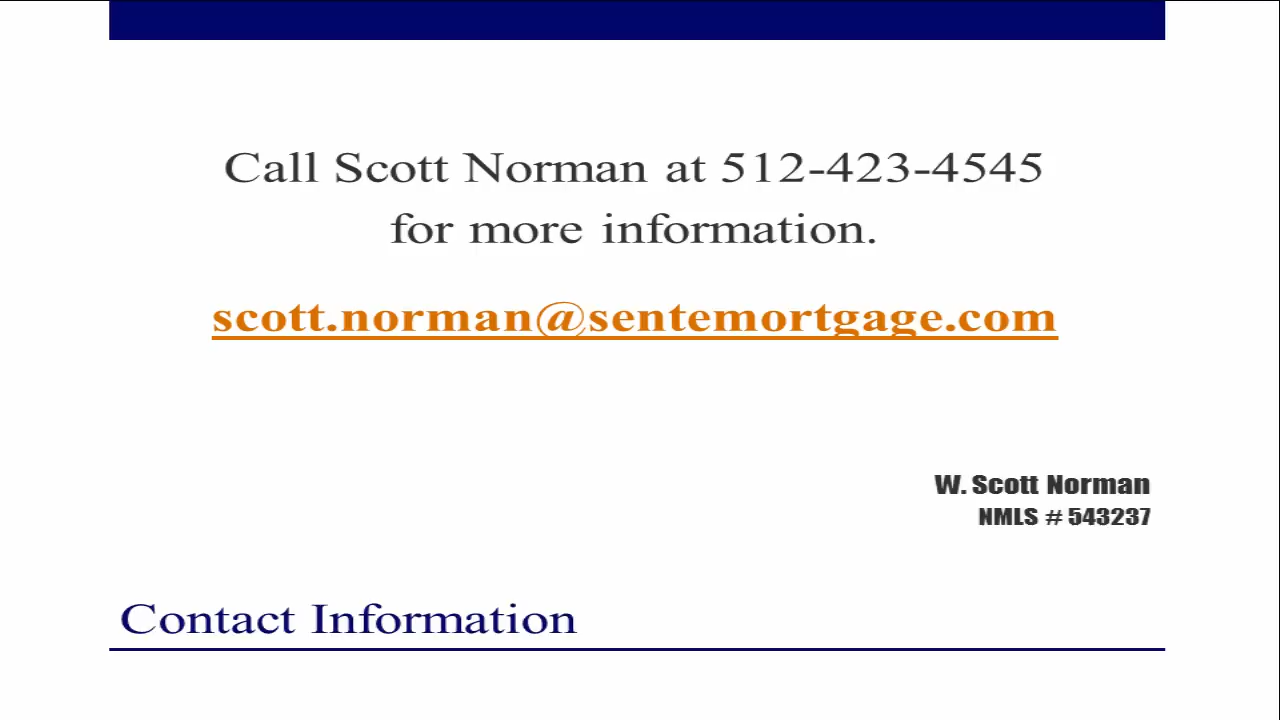 Call Scott Norman at 512-423-4545
for more information.
scott.norman@sentemortgage.com
W. Scott Norman
NMLS # 543237
Contact Information